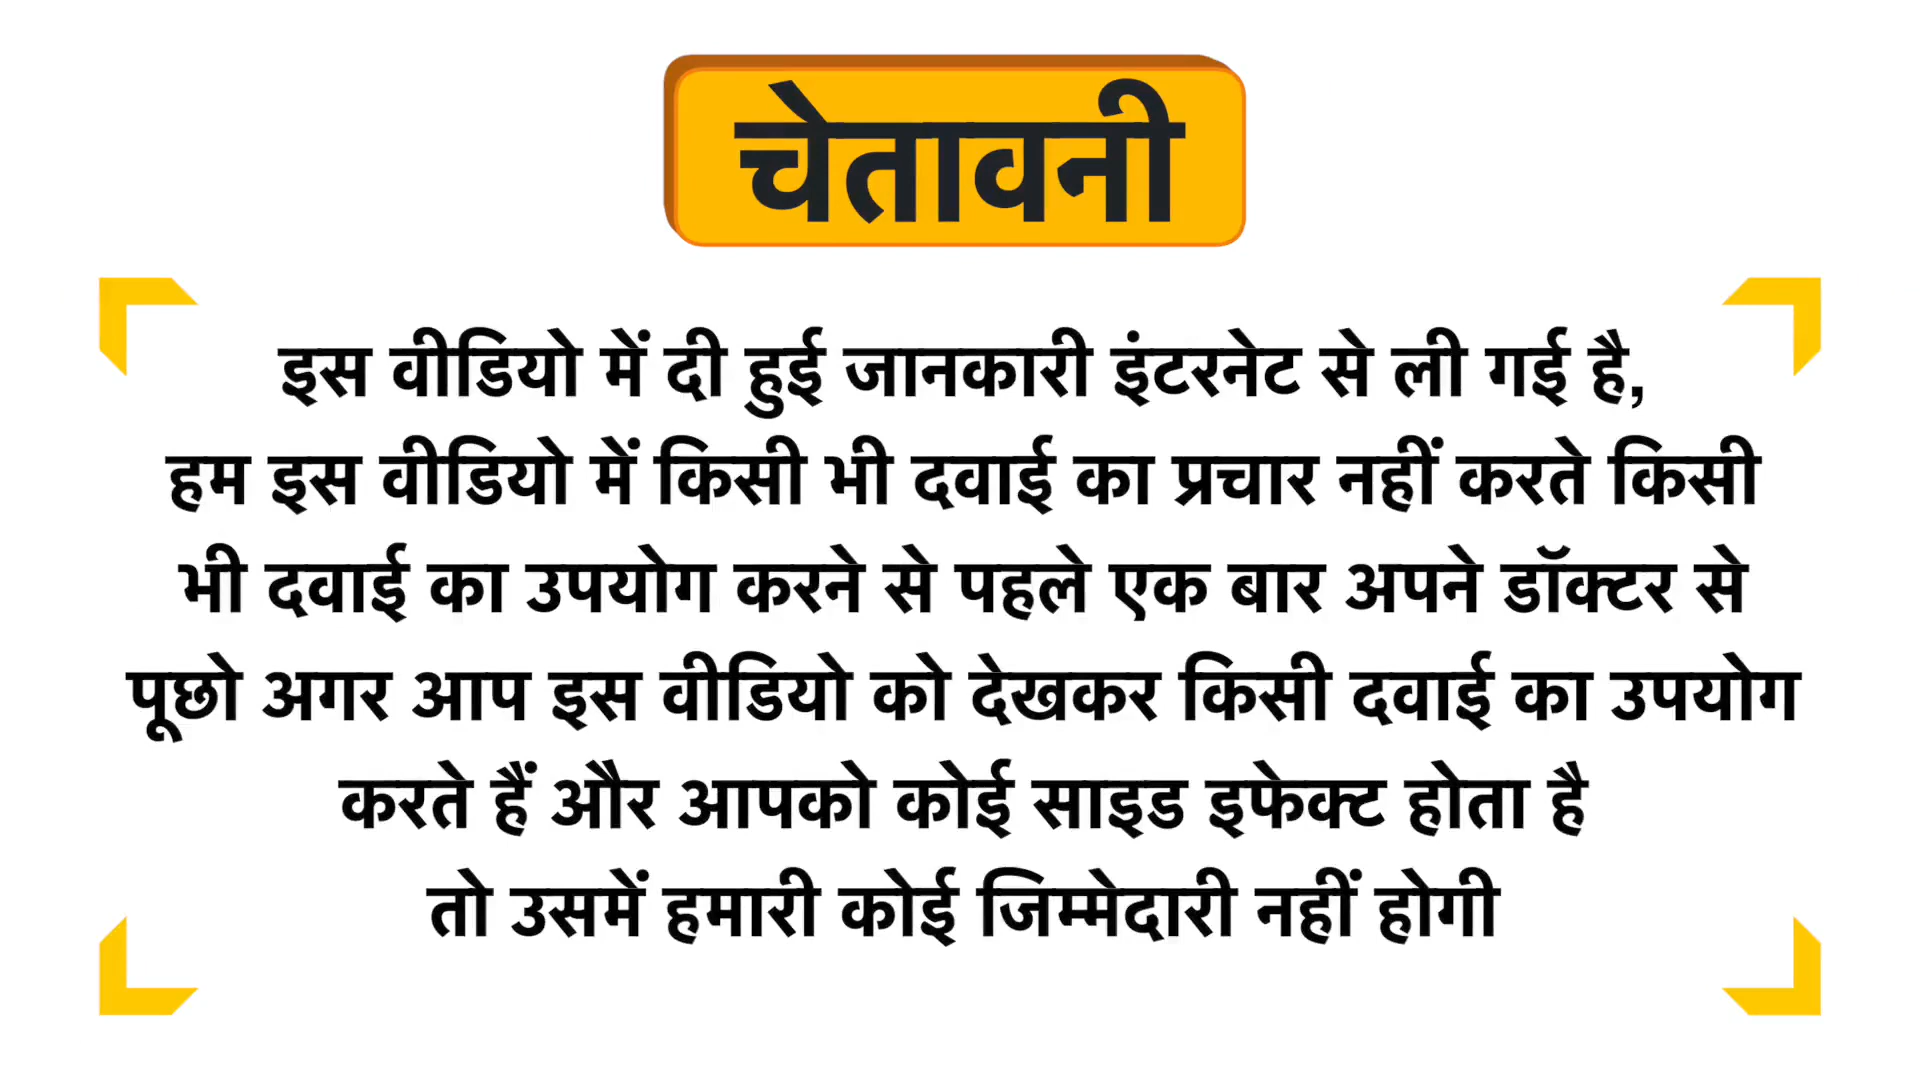 चेतावनी
इस वीडियो में दी हुई जानकारी इंटरनेट से ली गई है,
हम इस वीडियो में किसी भी दवाई का प्रचार नहीं करते किसी
भी दवाई का उपयोग करने से पहले एक बार अपने डॉक्टर से
पूछो अगर आप इस वीडियो को देखकर किसी दवाई का उपयोग
करते हैं और आपको कोई साइड इफेक्ट होता है
तो उसमें हमारी कोई जिम्मेदारी नहीं होगी